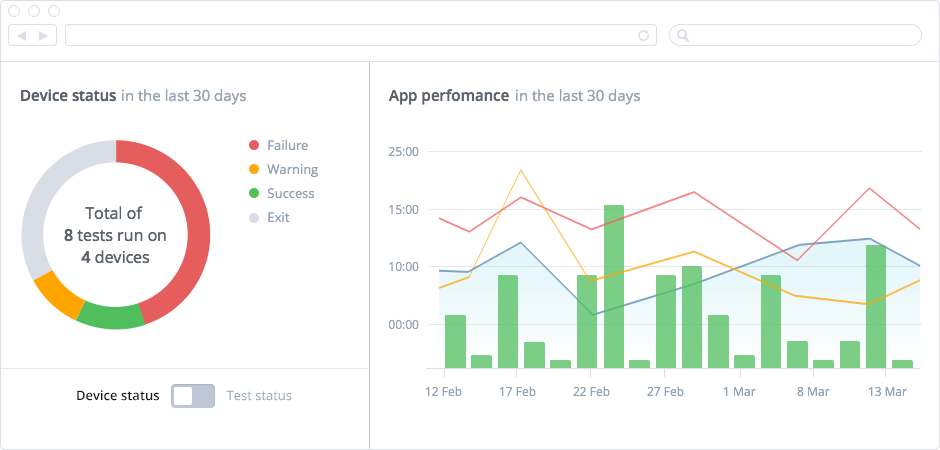 Device status in the last 30 days
Failure
Warning
Success
Exit
Total of
8 tests run on
4 devices
Device status
Test status
App perfomance in the last 30 days
25:00
15:00
10:00
00:00
12 Feb
17 Feb
22 Feb
27 Feb
1 Mar
8 Mar
13 Mar